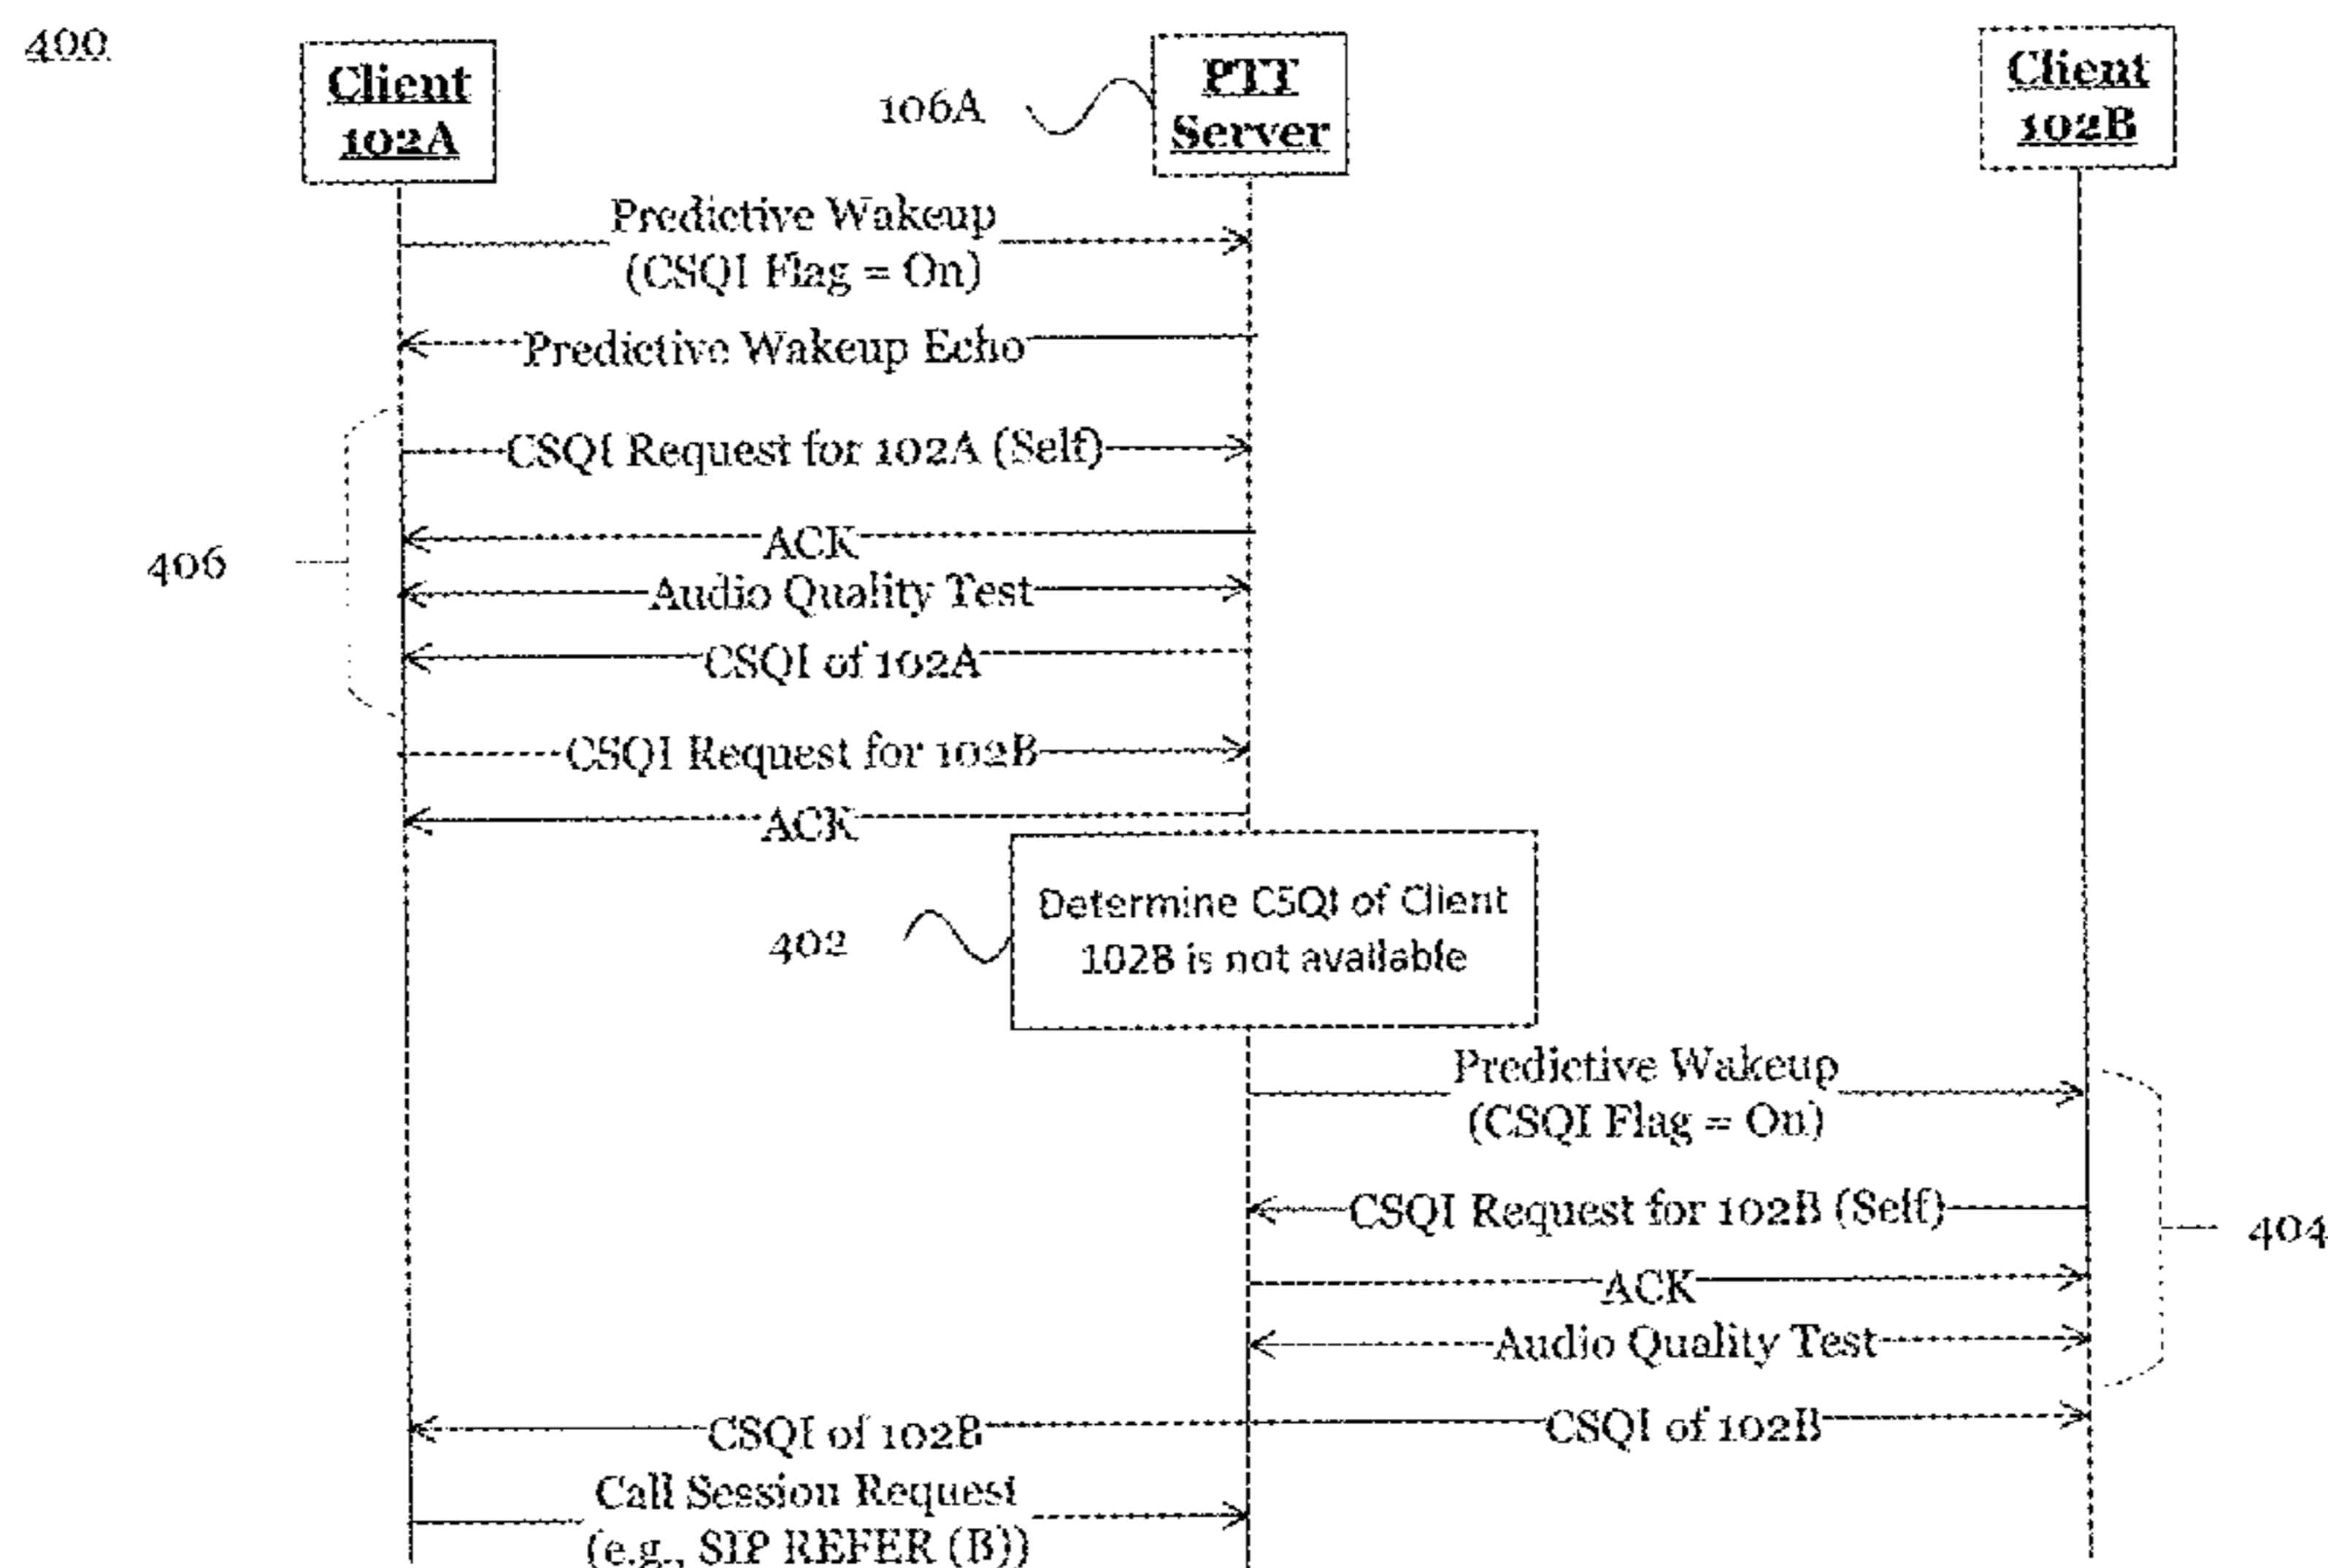 400
Client
102A
106A
PTT
Server
Client
102B
Predictive Wakeup
(CSQI Flag = On)
Predictive Wakeup Echo
CSQI Request for 102A (Self)
ACK
406
Audio Quality Test
CSQI of 102A
CSQI Request for 102B
ACK
402
Determine CSQI of Client
102B is not available
Predictive Wakeup
(CSQI Flag = On)
CSQI Request for 102B (Self)
404
ACK
Audio Quality Test
CSQI of 102B
CSQI of 102B
Call Session Request
(e.g., SIP REFER (B))